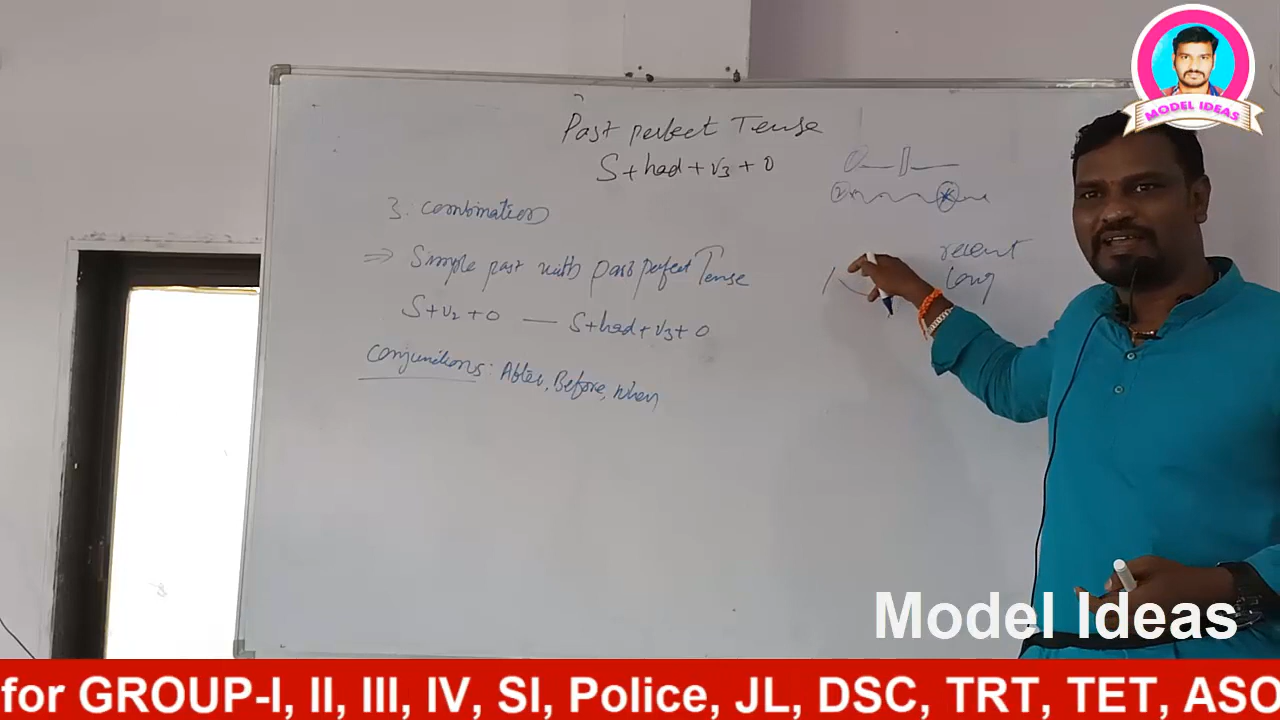 MODEL IDEAS
Past perfect Tense
S+had+V3+O
3. Combination
⇒ Simple past with past perfect Tense
S+V2+O — S+had+V3+O
Conjunctions: After, Before, When
recent
long
Model Ideas
for GROUP-I, II, III, IV, SI, Police, JL, DSC, TRT, TET, ASO